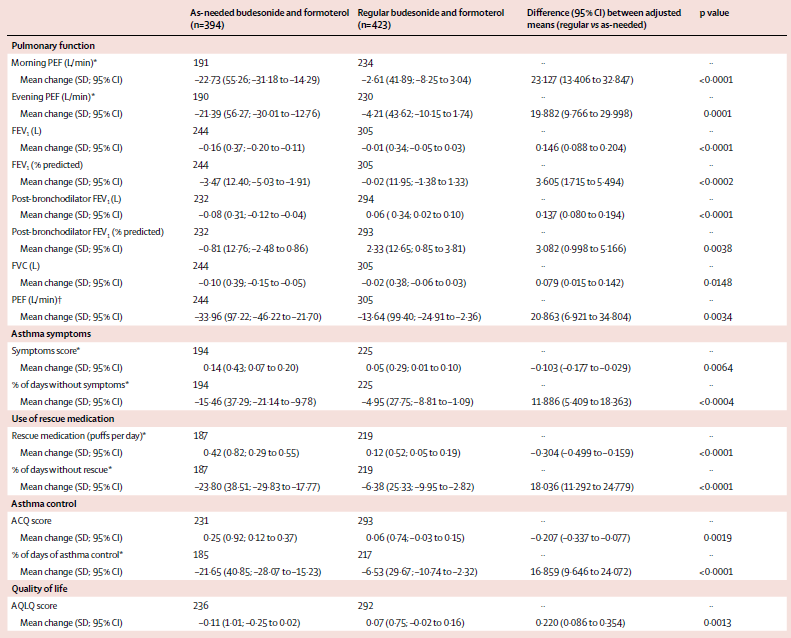 As-needed budesonide and formoterol Regular budesonide and formoterol Difference (95% CI) between adjusted p value
(n=394) (n=423) means (regular vs as-needed)
Pulmonary function
Morning PEF (L/min)* 191 234 ·· ··
Mean change (SD; 95% CI) –22·73 (55·26; –31·18 to –14·29) –2·61 (41·89; –8·25 to 3·04) 23·127 (13·406 to 32·847) <0·0001
Evening PEF (L/min)* 190 230 ·· ··
Mean change (SD; 95% CI) –21·39 (56·27; –30·01 to –12·76) –4·21 (43·62; –10·15 to 1·74) 19·882 (9·766 to 29·998) 0·0001
FEV1 (L) 244 305 ·· ··
Mean change (SD; 95% CI) –0·16 (0·37; –0·20 to –0·11) –0·01 (0·34; –0·05 to 0·03) 0·146 (0·088 to 0·204) <0·0001
FEV1 (% predicted) 244 305 ·· ··
Mean change (SD; 95% CI) –3·47 (12.40; –5·03 to –1·91) –0·02 (11·95; –1·38 to 1·33) 3·605 (1·715 to 5·494) <0·0002
Post-bronchodilator FEV1 (L) 232 294 ·· ··
Mean change (SD; 95% CI) –0·08 (0·31; –0·12 to –0·04) 0·06 ( 0·34; 0·02 to 0·10) 0·137 (0·080 to 0·194) <0·0001
Post-bronchodilator FEV1 (% predicted) 232 293 ·· ··
Mean change (SD; 95% CI) –0·81 (12·76; –2·48 to 0·86) 2·33 (12·65; 0·85 to 3·81) 3·082 (0·998 to 5·166) 0·0038
FVC (L) 244 305 ·· ··
Mean change (SD; 95% CI) –0·10 (0·39; –0·15 to –0·05) –0·02 (0·38; –0·06 to 0·03) 0·079 (0·015 to 0·142) 0·0148
PEF (L/min)† 244 305 ·· ··
Mean change (SD; 95% CI) –33·96 (97·22; –46·22 to –21·70) –13·64 (99·40; –24·91 to –2·36) 20·863 (6·921 to 34·804) 0·0034
Asthma symptoms
Symptoms score* 194 225 ·· ··
Mean change (SD; 95% CI) 0·14 (0·43; 0·07 to 0·20) 0·05 (0·29; 0·01 to 0·10) –0·103 (–0·177 to –0·029) 0·0064
% of days without symptoms* 194 225 ·· ··
Mean change (SD; 95% CI) –15·46 (37·29; –21·14 to –9·78) –4·95 (27·75; –8·81 to –1·09) 11·886 (5·409 to 18·363) <0·0004
Use of rescue medication
Rescue medication (puffs per day)* 187 219 ·· ··
Mean change (SD; 95% CI) 0·42 (0·82; 0·29 to 0·55) 0·12 (0·52; 0·05 to 0·19) –0·304 (–0·499 to –0·159) <0·0001
% of days without rescue* 187 219 ·· ··
Mean change (SD; 95% CI) –23·80 (38·51; –29·83 to –17·77) –6·38 (25·33; –9·95 to –2·82) 18·036 (11·292 to 24·779) <0·0001
Asthma control
ACQ score 231 293 ·· ··
Mean change (SD; 95% CI) 0·25 (0·92; 0·12 to 0·37) 0·06 (0·74; –0·03 to 0·15) –0·207 (–0·337 to –0·077) 0·0019
% of days of asthma control* 185 217 ·· ··
Mean change (SD; 95% CI) –21·65 (40·85; –28·07 to –15·23) –6·53 (29·67; –10·74 to –2·32) 16·859 (9·646 to 24·072) <0·0001
Quality of life
AQLQ score 236 292 ·· ··
Mean change (SD; 95% CI) –0·11 (1·01; –0·25 to 0·02) 0·07 (0·75; –0·02 to 0·16) 0·220 (0·086 to 0·354) 0·0013